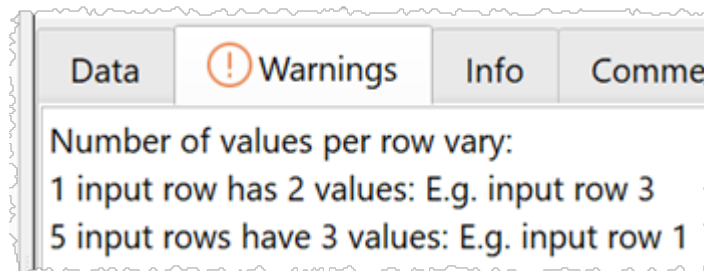 Data Warnings Info Comme
Number of values per row vary:
1 input row has 2 values: E.g. input row 3
5 input rows have 3 values: E.g. input row 1